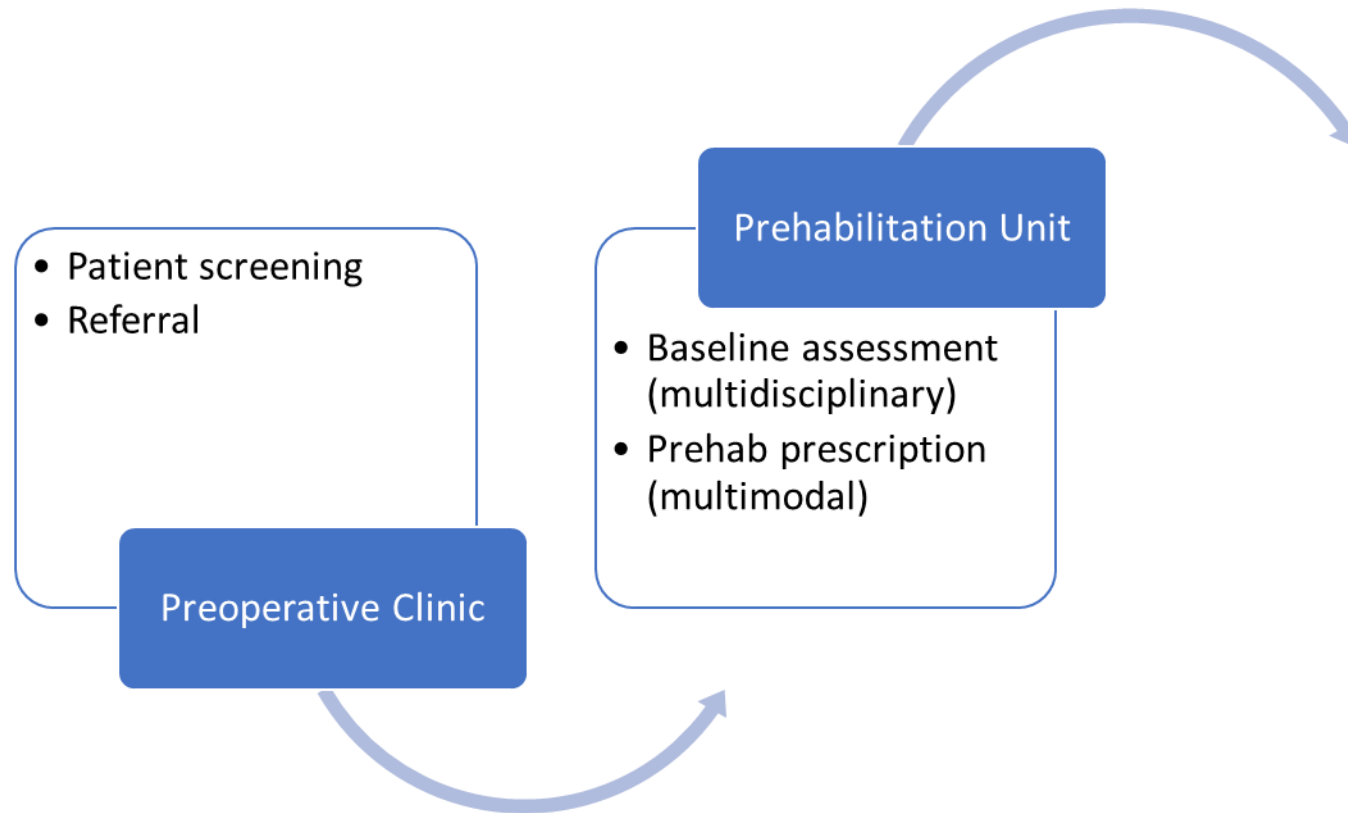 • Patient screening
• Referral
Preoperative Clinic
Prehabilitation Unit
• Baseline assessment
(multidisciplinary)
• Prehab prescription
(multimodal)